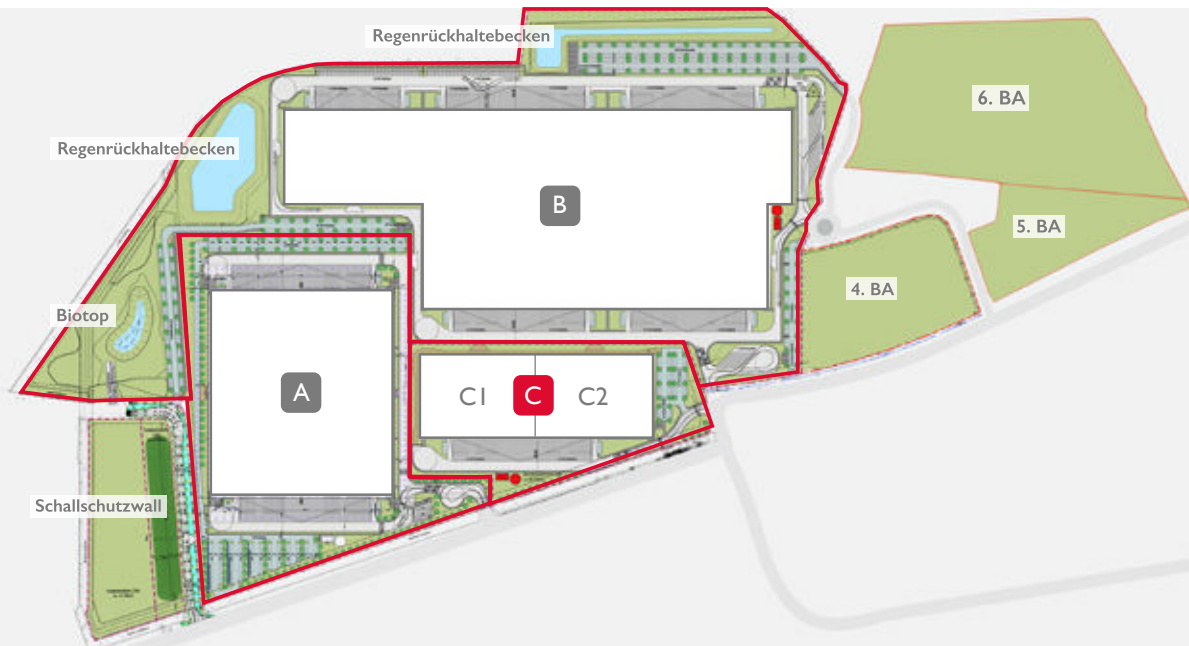 Regenrückhaltebecken
6. BA
Regenrückhaltebecken
B
5. BA
4. BA
Biotop
A
C1 C C2
Schallschutzwall